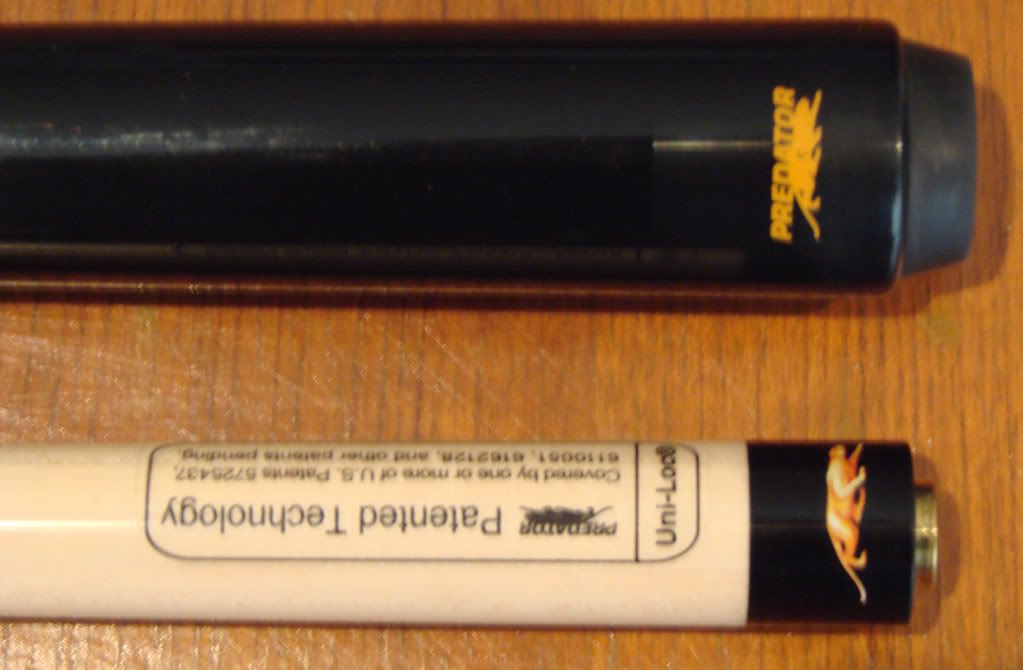 PREDATOR
PREDATOR Patented Technology
Covered by one or more of U.S. Patents 5725437,
6110051, 6162128, and other patents pending.
Uni-Loc®